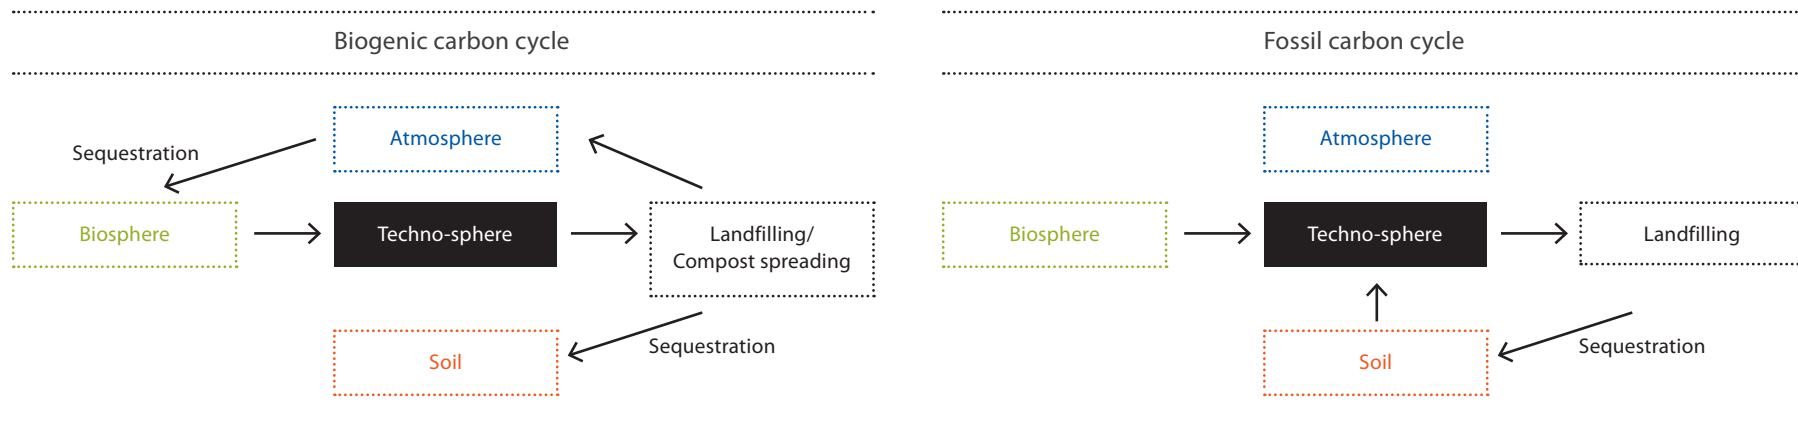 Biogenic carbon cycle
Sequestration
Atmosphere
Biosphere
Techno-sphere
Landfilling/
Compost spreading
Soil
Sequestration
Fossil carbon cycle
Atmosphere
Biosphere
Techno-sphere
Landfilling
Soil
Sequestration